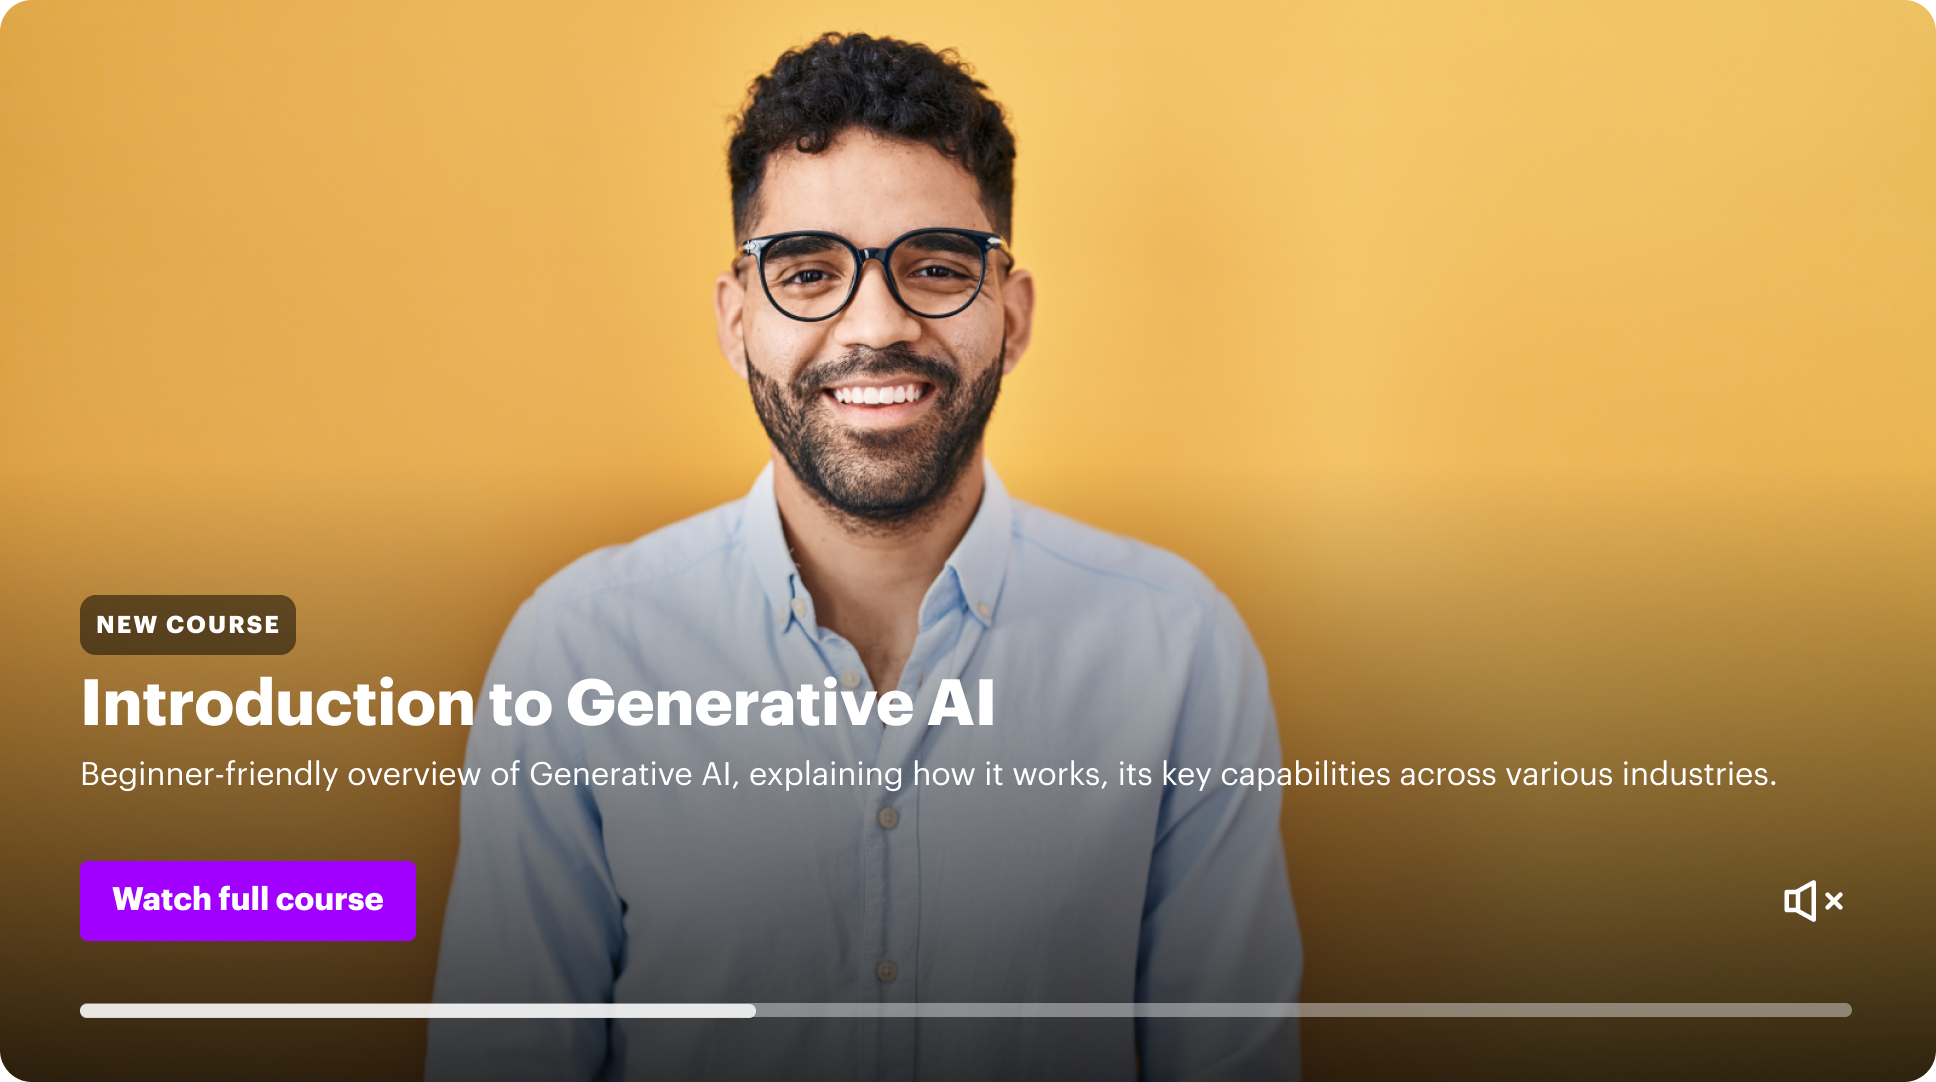 NEW COURSE
Introduction to Generative AI
Beginner-friendly overview of Generative AI, explaining how it works, its key capabilities across various industries.
Watch full course